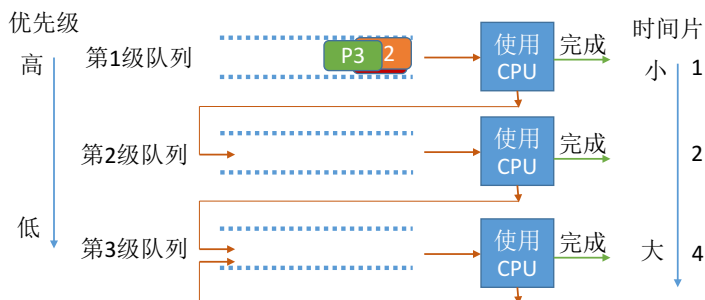 优先级
时间片
高
第1级队列
P3
2
使用
CPU
完成
小
1
第2级队列
使用
CPU
完成
2
低
第3级队列
使用
CPU
完成
大
4